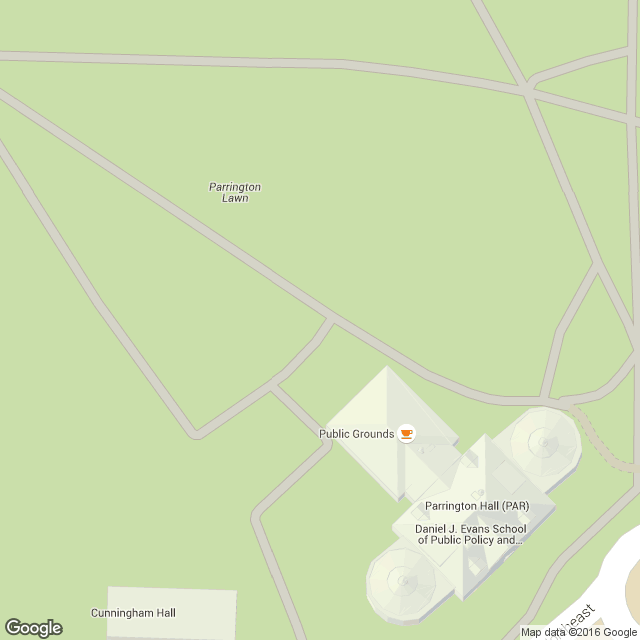 Parrington
Lawn
Public Grounds
Parrington Hall (PAR)
Daniel J. Evans School
of Public Policy and...
Cunningham Hall
Google
Map data ©2016 Google